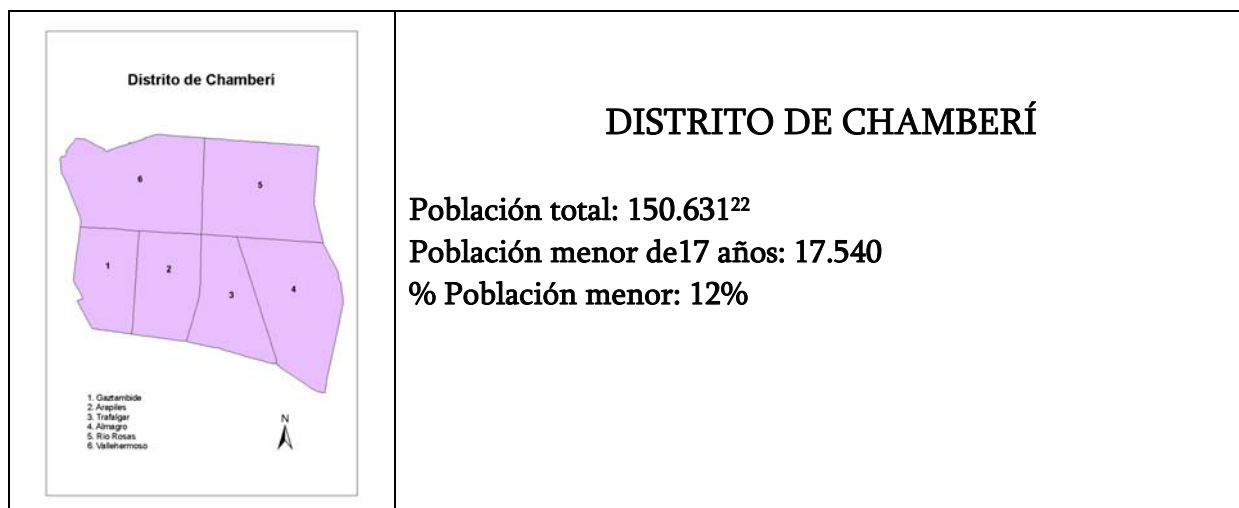 Distrito de Chamberí
6
5
1
2
3
4
1. Gaztambide
2. Arapiles
3. Trafalgar
4. Almagro
5. Rio Rosas
6. Vallehermoso
N
DISTRITO DE CHAMBERÍ
Población total: 150.631²²
Población menor de17 años: 17.540
% Población menor: 12%